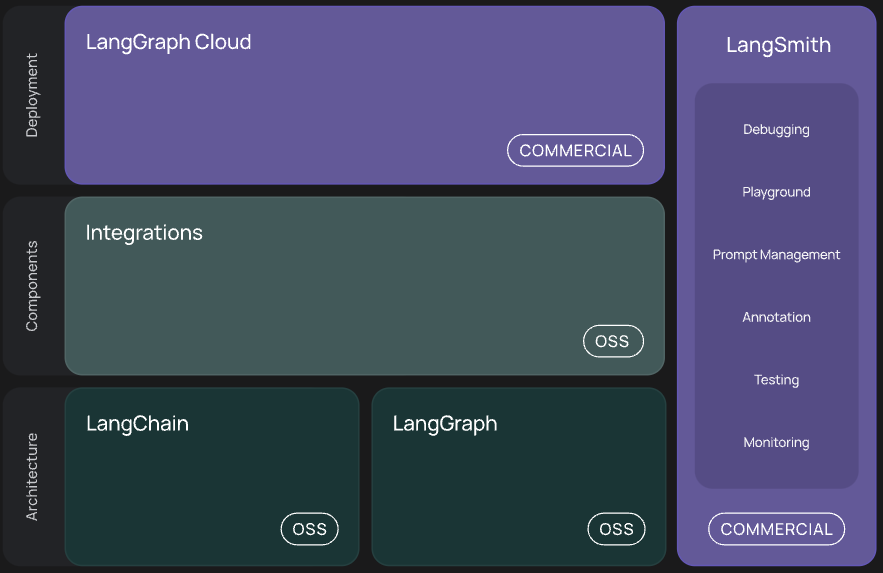 Deployment
LangGraph Cloud
COMMERCIAL
Components
Integrations
OSS
Architecture
LangChain
OSS
LangGraph
OSS
LangSmith
Debugging
Playground
Prompt Management
Annotation
Testing
Monitoring
COMMERCIAL